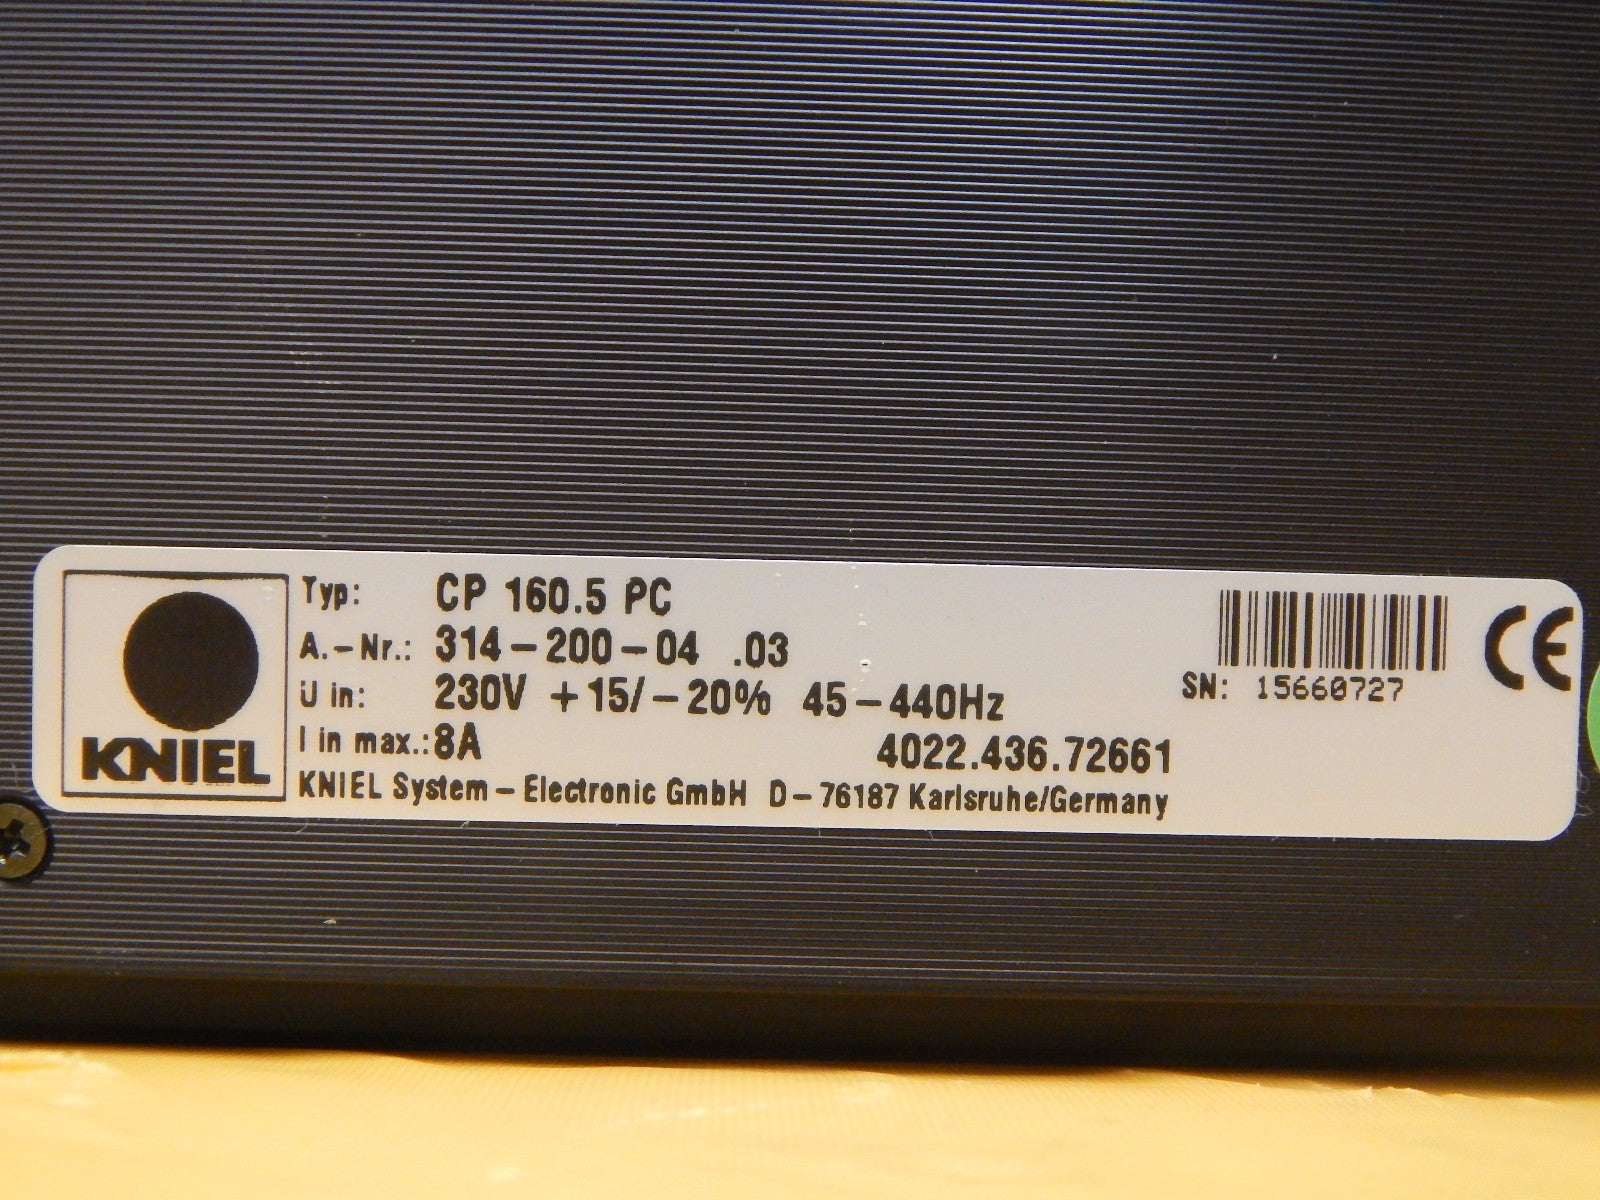 KNIEL
Typ: CP 160.5 PC
A.-Nr.: 314-200-04 .03
U in: 230V +15/-20% 45-440Hz
I in max.: 8A 4022.436.72661
KNIEL System-Electronic GmbH D-76187 Karlsruhe/Germany
SN: 15660727
CE